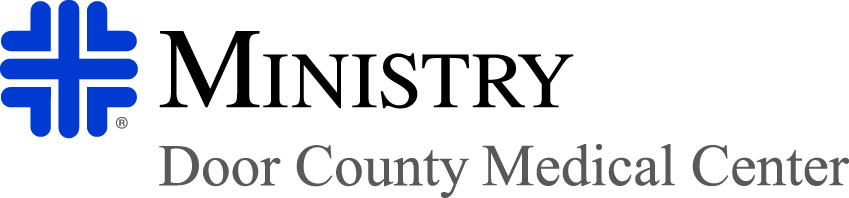 MINISTRY
®
Door County Medical Center